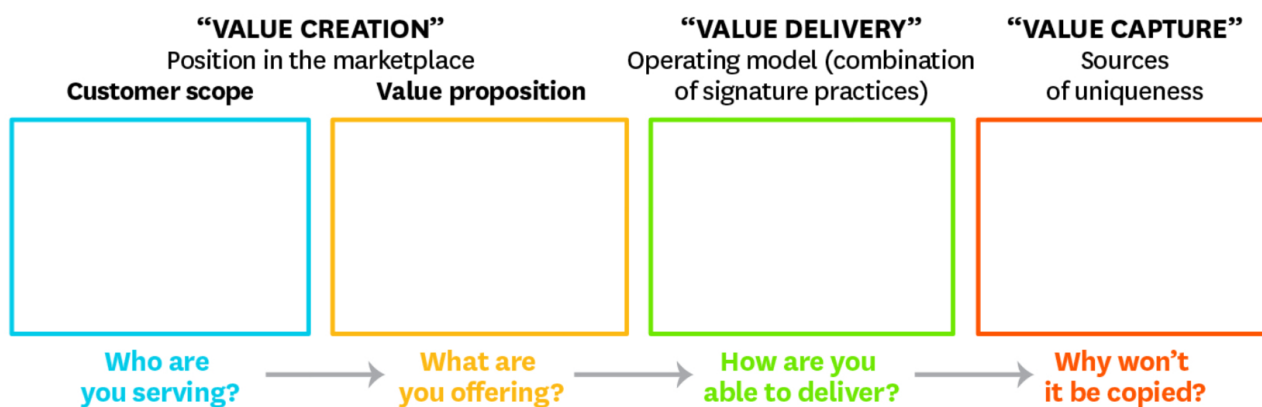 “VALUE CREATION”
Position in the marketplace
Customer scope
Value proposition
“VALUE DELIVERY”
Operating model (combination
of signature practices)
“VALUE CAPTURE”
Sources
of uniqueness
Who are
you serving?
What are
you offering?
How are you
able to deliver?
Why won’t
it be copied?